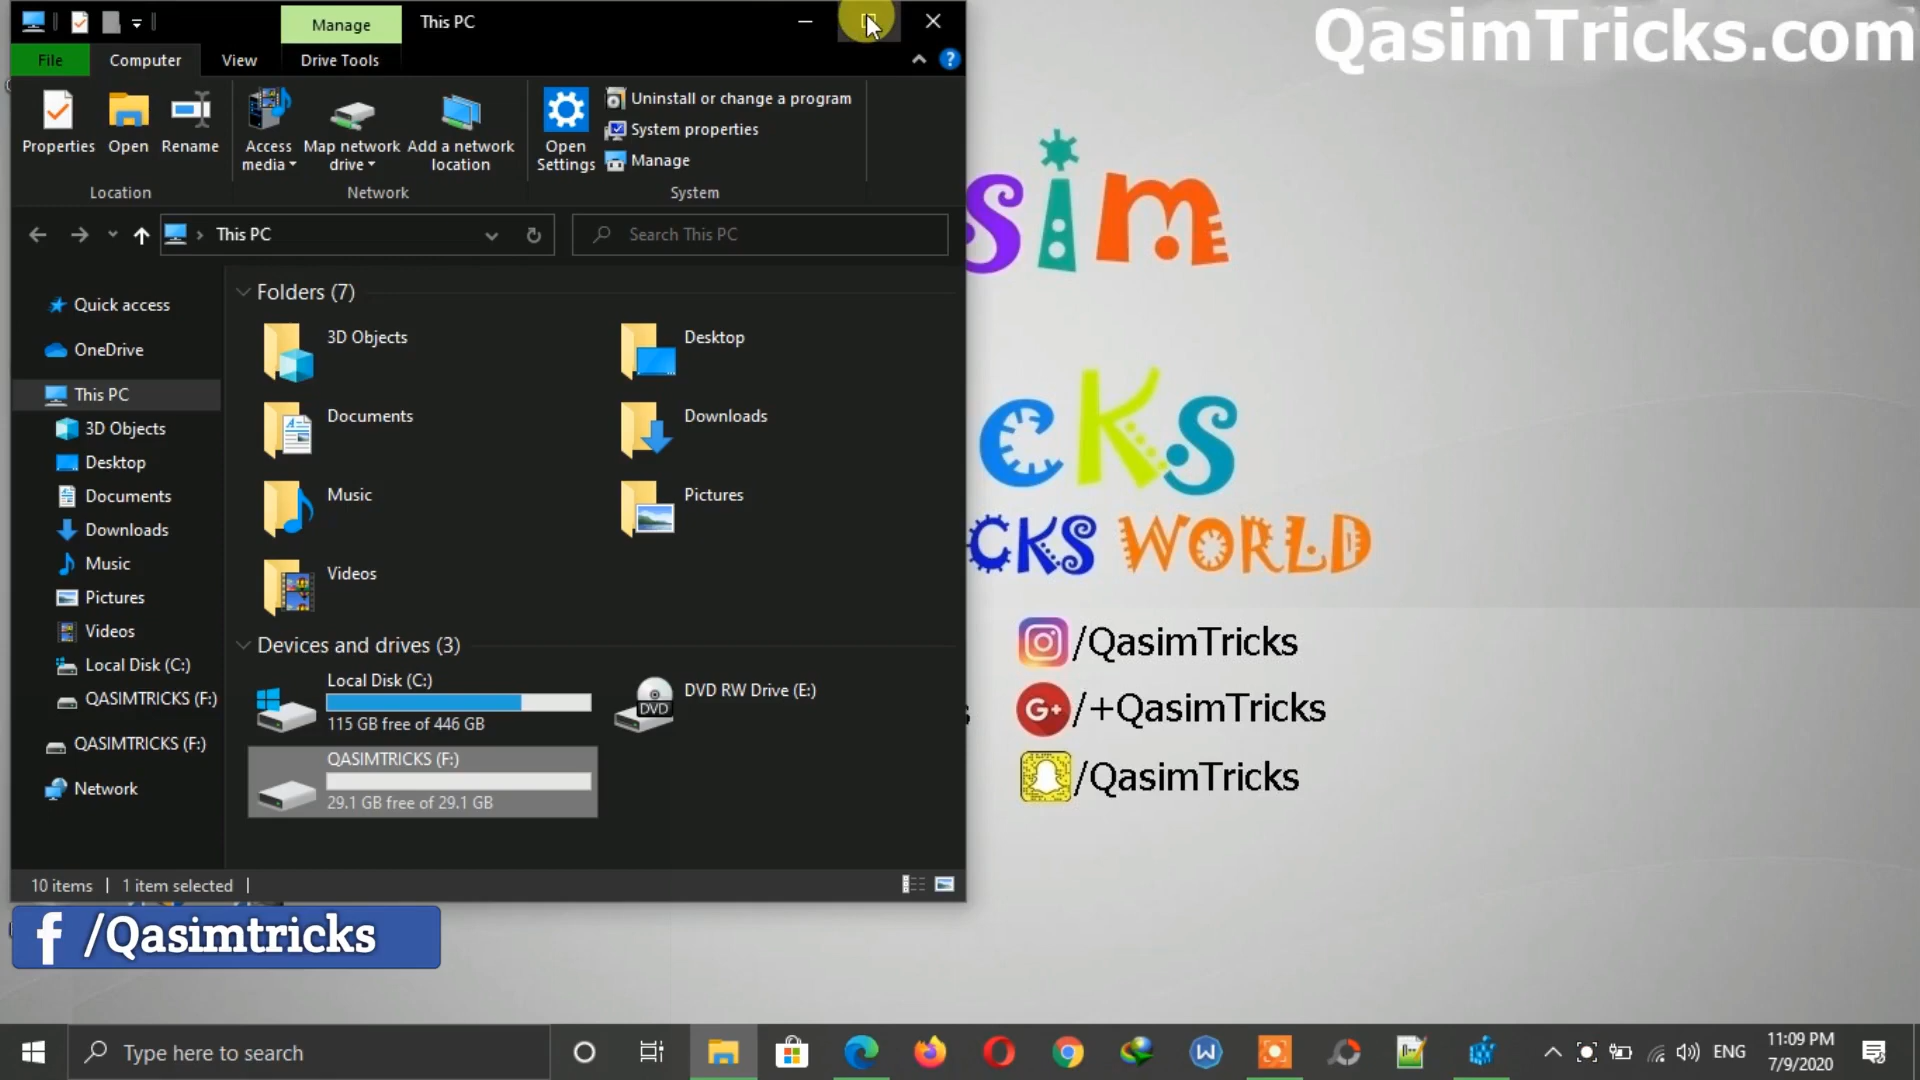 Manage
This PC
File
Computer
View
Drive Tools
Properties
Open
Rename
Access media
Map network drive
Add a network location
Open Settings
Uninstall or change a program
System properties
Manage
Location
Network
System
This PC
Search This PC
Quick access
OneDrive
This PC
3D Objects
Desktop
Documents
Downloads
Music
Pictures
Videos
Local Disk (C:)
QASIMTRICKS (F:)
QASIMTRICKS (F:)
Network
Folders (7)
3D Objects
Desktop
Documents
Downloads
Music
Pictures
Videos
Devices and drives (3)
Local Disk (C:)
115 GB free of 446 GB
DVD
DVD RW Drive (E:)
QASIMTRICKS (F:)
29.1 GB free of 29.1 GB
10 items
1 item selected
QasimTricks.com
sim
cks
CKS WORLD
/QasimTricks
G+ /+QasimTricks
/QasimTricks
f /Qasimtricks
Type here to search
ENG
11:09 PM
7/9/2020